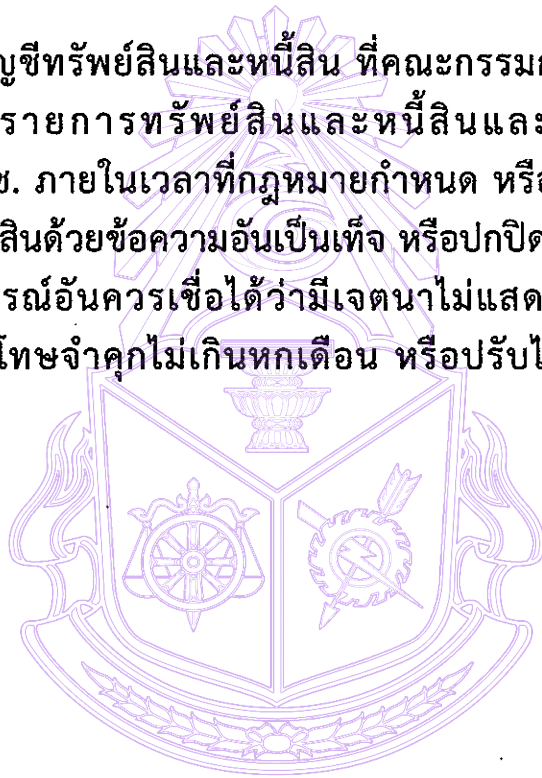 ญชีทรัพย์สินและหนี้สิน ที่คณะกรรมก
รายการทรัพย์สินและหนี้สินและ
ช. ภายในเวลาที่กฎหมายกำหนด หรือ
สินด้วยข้อความอันเป็นเท็จ หรือปกปิด
รณ์อันควรเชื่อได้ว่ามีเจตนาไม่แสด
โทษจำคุกไม่เกินหกเดือน หรือปรับไ